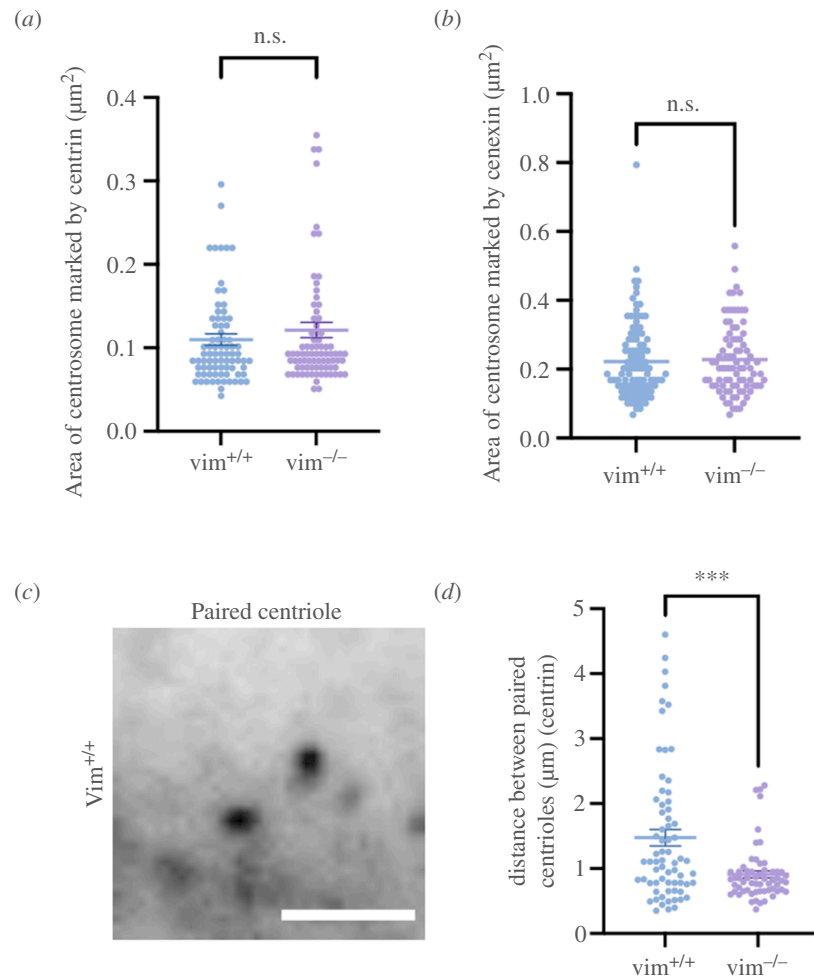 (a)
n.s.
Area of centrosome marked by centrin (μm²)
0.4
0.3
0.2
0.1
0.0
vim+/+
vim–/–
(b)
n.s.
Area of centrosome marked by cenexin (μm²)
1.0
0.8
0.6
0.4
0.2
0.0
vim+/+
vim–/–
(c)
Paired centriole
Vim+/+
(d)
***
distance between paired
centrioles (μm) (centrin)
5
4
3
2
1
0
vim+/+
vim–/–